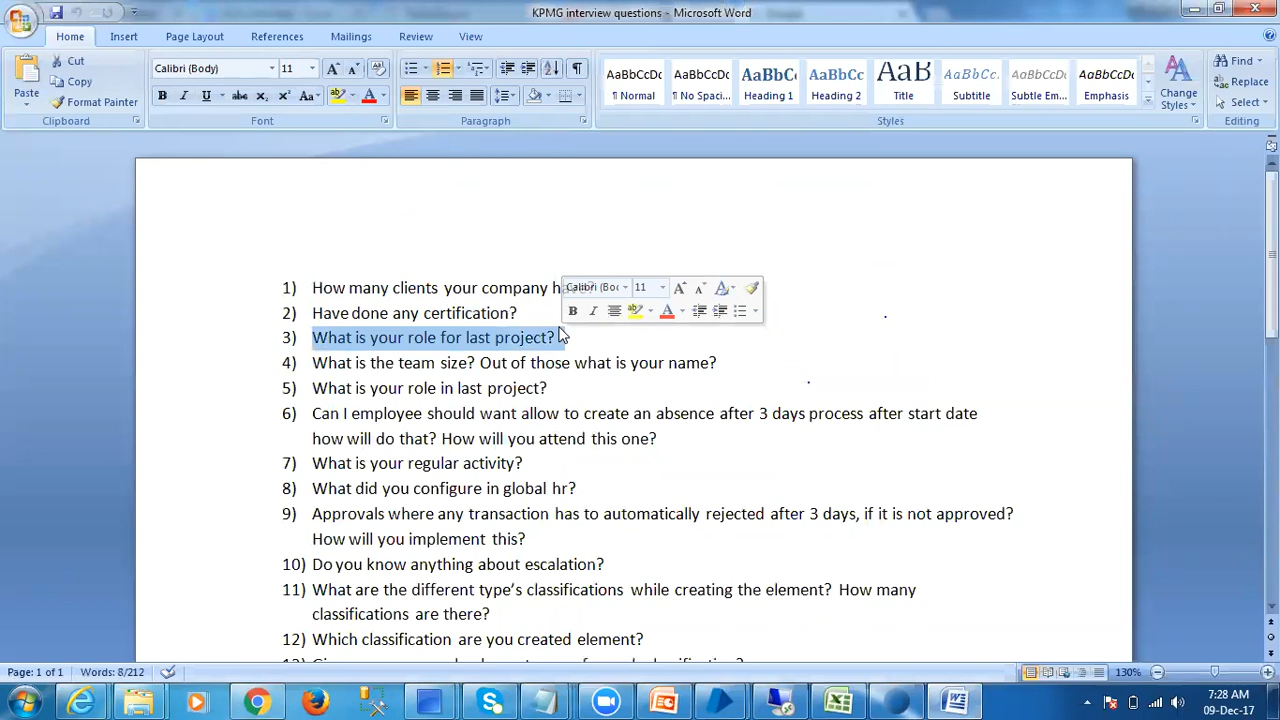 KPMG interview questions - Microsoft Word
Home Insert Page Layout References Mailings Review View
Paste
Cut
Copy
Format Painter
Clipboard
Calibri (Body) 11
B I U abc x₂ x² Aa
Font
Paragraph
AaBbCcDc AaBbCcDc AaBbCc AaBbCc AaB AaBbCc. AaBbCcDc AaBbCcDc
¶ Normal ¶ No Spaci... Heading 1 Heading 2 Title Subtitle Subtle Em... Emphasis
Change
Styles
Styles
Find
Replace
Select
Editing
1) How many clients your company
2) Have done any certification?
Calibri (Bo 11
B I A
3) What is your role for last project?
4) What is the team size? Out of those what is your name?
5) What is your role in last project?
6) Can I employee should want allow to create an absence after 3 days process after start date
how will do that? How will you attend this one?
7) What is your regular activity?
8) What did you configure in global hr?
9) Approvals where any transaction has to automatically rejected after 3 days, if it is not approved?
How will you implement this?
10) Do you know anything about escalation?
11) What are the different type’s classifications while creating the element? How many
classifications are there?
12) Which classification are you created element?
Page: 1 of 1 Words: 8/212 130%
7:28 AM
09-Dec-17